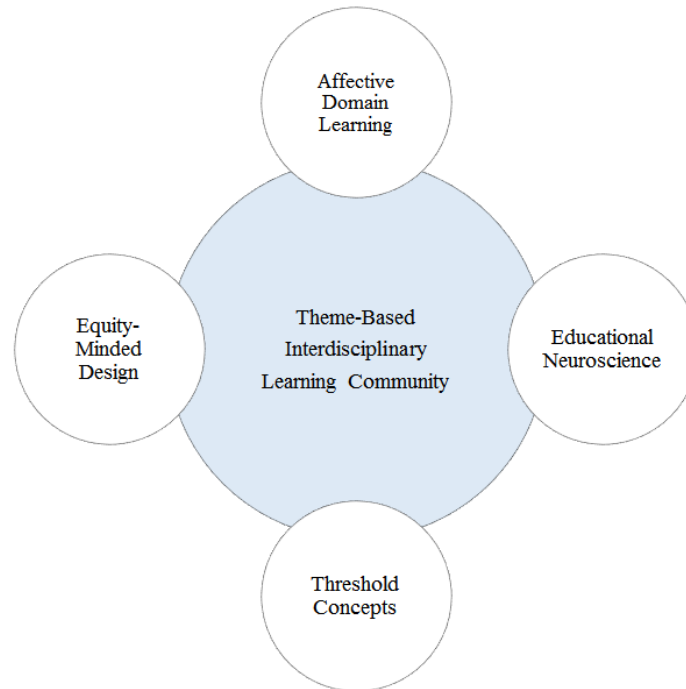 Affective
Domain
Learning
Equity-
Minded
Design
Theme-Based
Interdisciplinary
Learning Community
Educational
Neuroscience
Threshold
Concepts